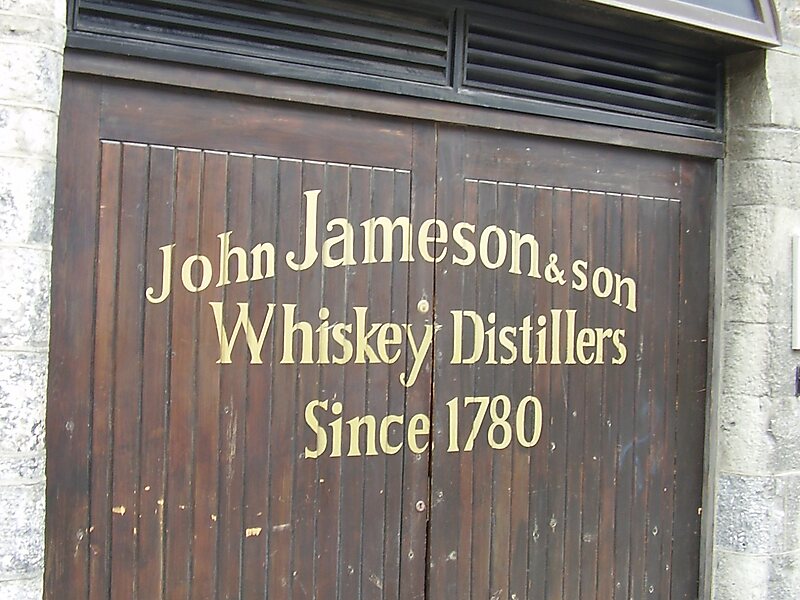 John Jameson & son
Whiskey Distillers
Since 1780